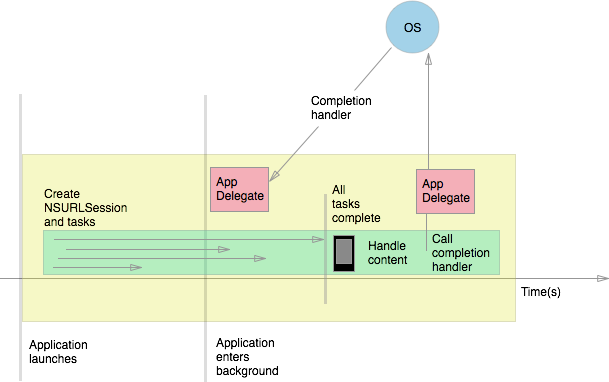 OS
Completion
handler
App
Delegate
App
Delegate
Create
NSURLSession
and tasks
All
tasks
complete
Handle
content
Call
completion
handler
Time(s)
Application
launches
Application
enters
background